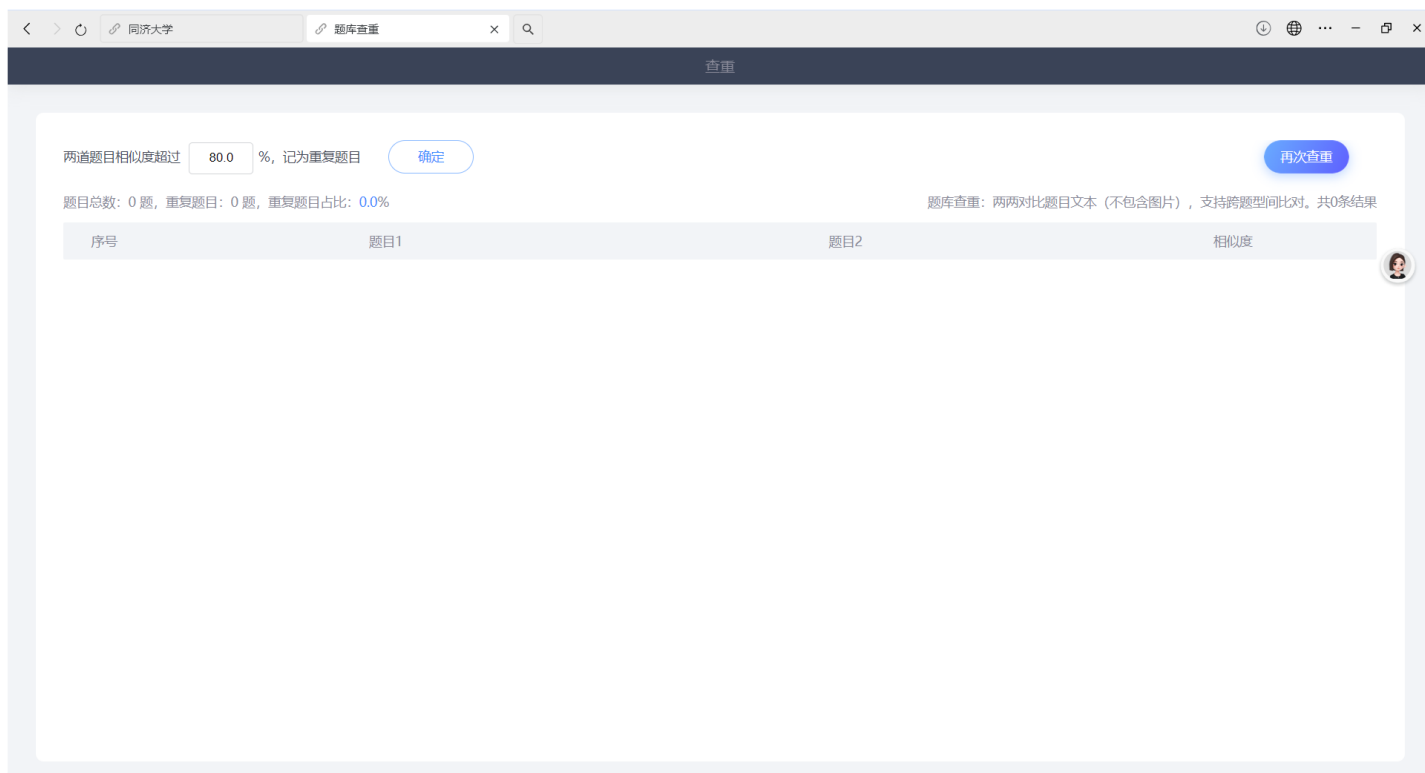 同济大学 题库查重
查重
两道题目相似度超过 80.0 %，记为重复题目 确定 再次查重
题目总数：0 题，重复题目：0 题，重复题目占比：0.0% 题库查重：两两对比题目文本（不包含图片），支持跨题型间比对。共0条结果
序号 题目1 题目2 相似度